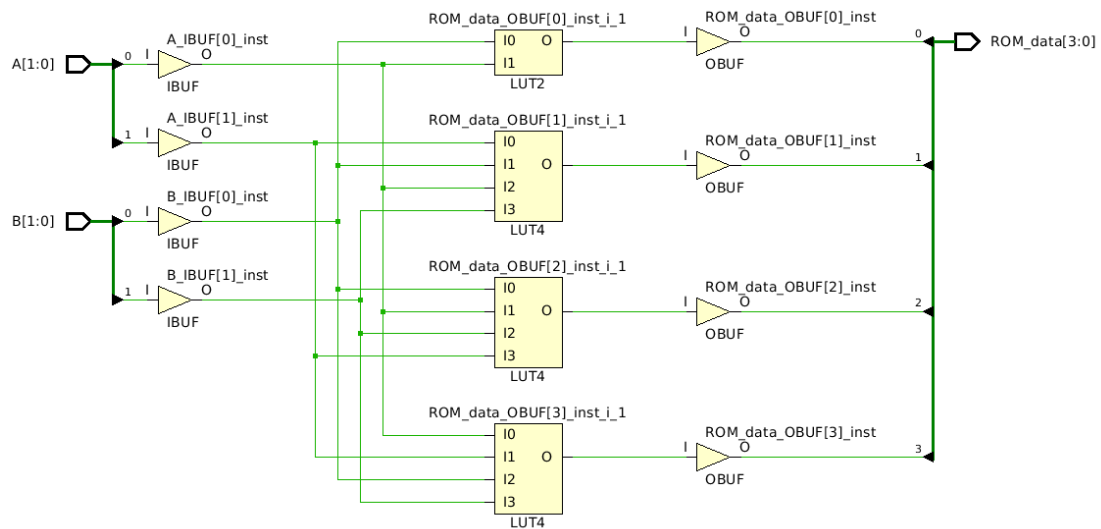 A[1:0]
0
I
A_IBUF[0]_inst
O
IBUF
1
I
A_IBUF[1]_inst
O
IBUF
B[1:0]
0
I
B_IBUF[0]_inst
O
IBUF
1
I
B_IBUF[1]_inst
O
IBUF
ROM_data_OBUF[0]_inst_i_1
I0 O
I1
LUT2
ROM_data_OBUF[1]_inst_i_1
I0
I1 O
I2
I3
LUT4
ROM_data_OBUF[2]_inst_i_1
I0
I1 O
I2
I3
LUT4
ROM_data_OBUF[3]_inst_i_1
I0
I1 O
I2
I3
LUT4
ROM_data_OBUF[0]_inst
I O
OBUF
0
ROM_data_OBUF[1]_inst
I O
OBUF
1
ROM_data_OBUF[2]_inst
I O
OBUF
2
ROM_data_OBUF[3]_inst
I O
OBUF
3
ROM_data[3:0]